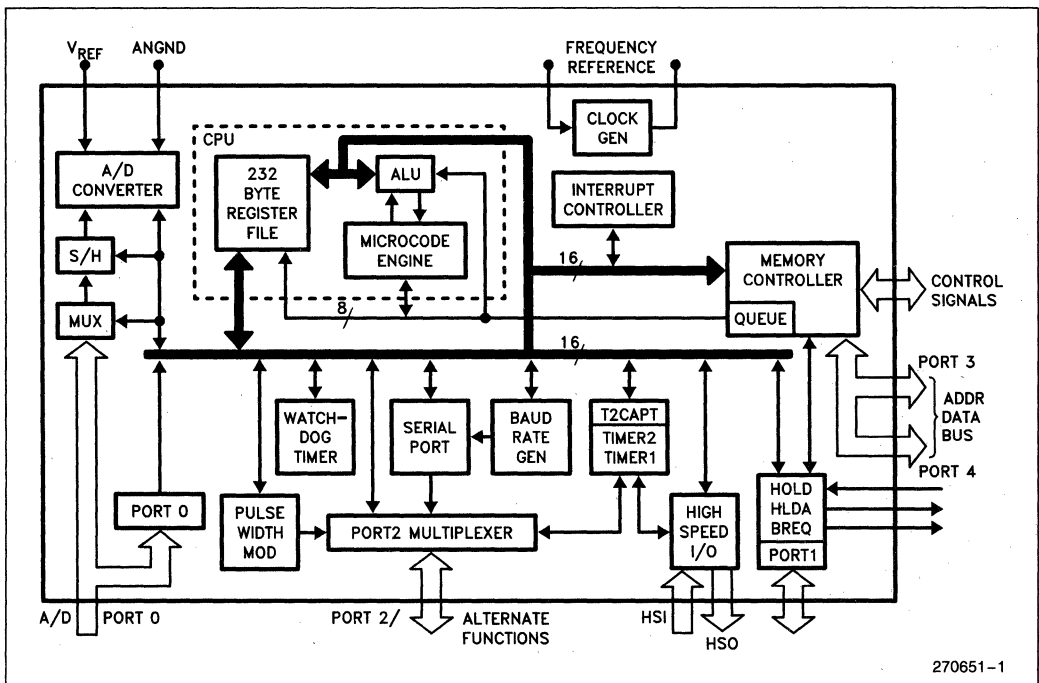 V_REF
ANGND
FREQUENCY
REFERENCE
CPU
CLOCK
GEN
A/D
CONVERTER
232
BYTE
REGISTER
FILE
ALU
INTERRUPT
CONTROLLER
S/H
MICROCODE
ENGINE
16/
MEMORY
CONTROLLER
QUEUE
CONTROL
SIGNALS
MUX
8/
16/
PORT 3
ADDR
DATA
BUS
PORT 4
WATCH-
DOG
TIMER
SERIAL
PORT
BAUD
RATE
GEN
T2CAPT
TIMER2
TIMER1
PORT 0
PULSE
WIDTH
MOD
PORT2 MULTIPLEXER
HIGH
SPEED
I/O
HOLD
HLDA
BREQ
PORT1
A/D
PORT 0
PORT 2/
ALTERNATE
FUNCTIONS
HSI
HSO
270651-1